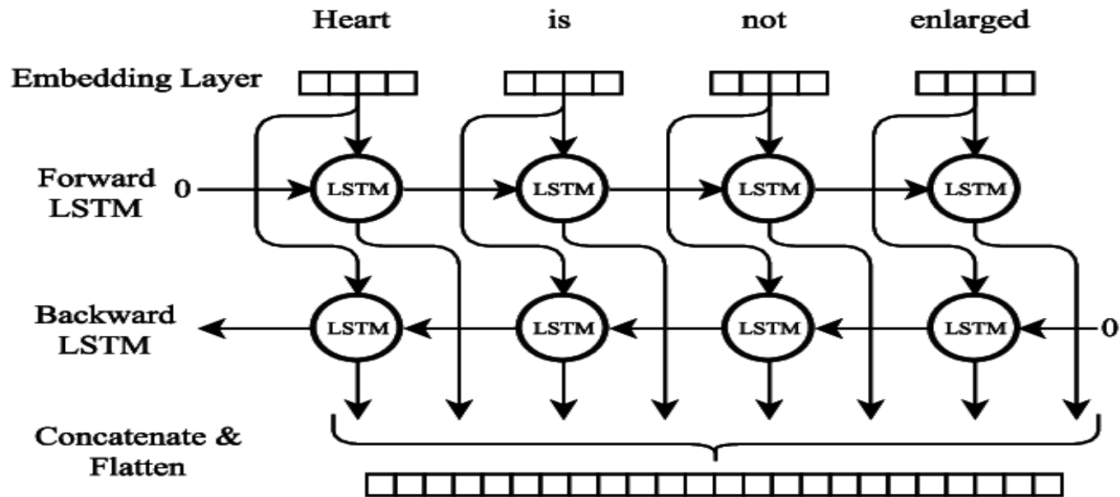 Heart is not enlarged
Embedding Layer
Forward
LSTM
0
LSTM LSTM LSTM LSTM
Backward
LSTM
LSTM LSTM LSTM LSTM
0
Concatenate &
Flatten